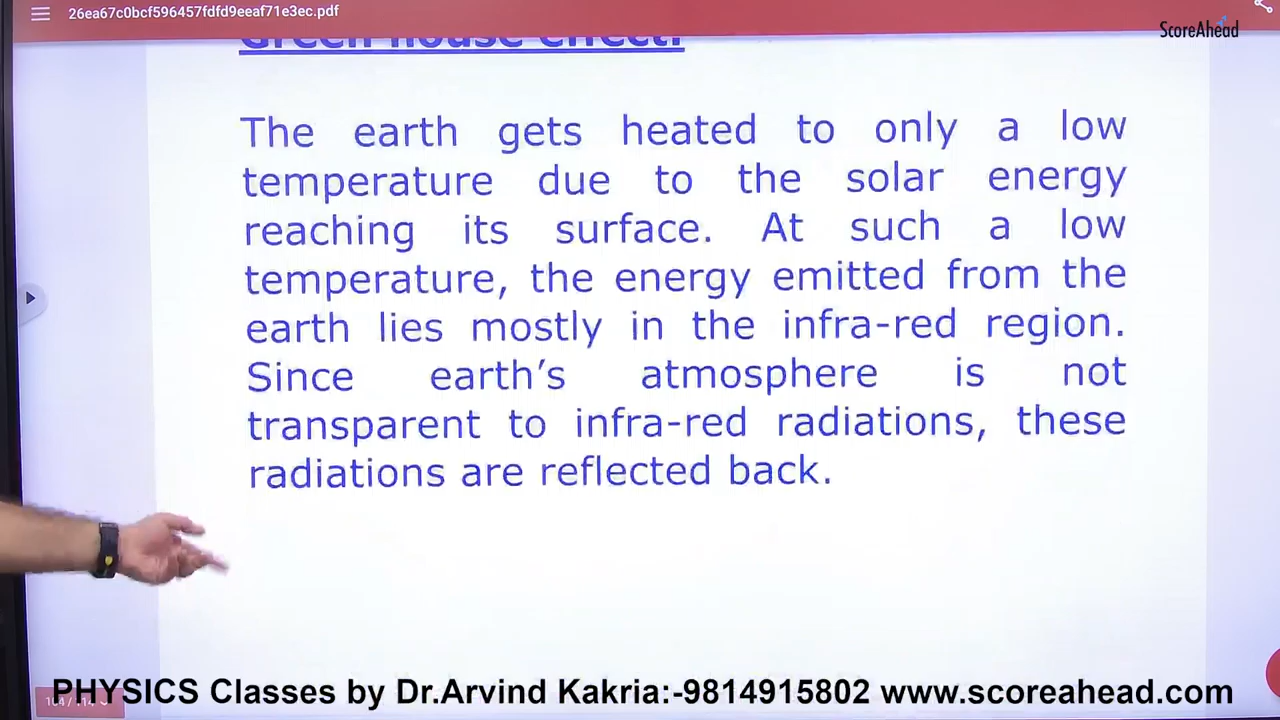 26ea67c0bcf596457fdfd9eeaf71e3ec.pdf
ScoreAhead
Green house effect:
The earth gets heated to only a low
temperature due to the solar energy
reaching its surface. At such a low
temperature, the energy emitted from the
earth lies mostly in the infra-red region.
Since earth's atmosphere is not
transparent to infra-red radiations, these
radiations are reflected back.
PHYSICS Classes by Dr.Arvind Kakria:-9814915802 www.scoreahead.com